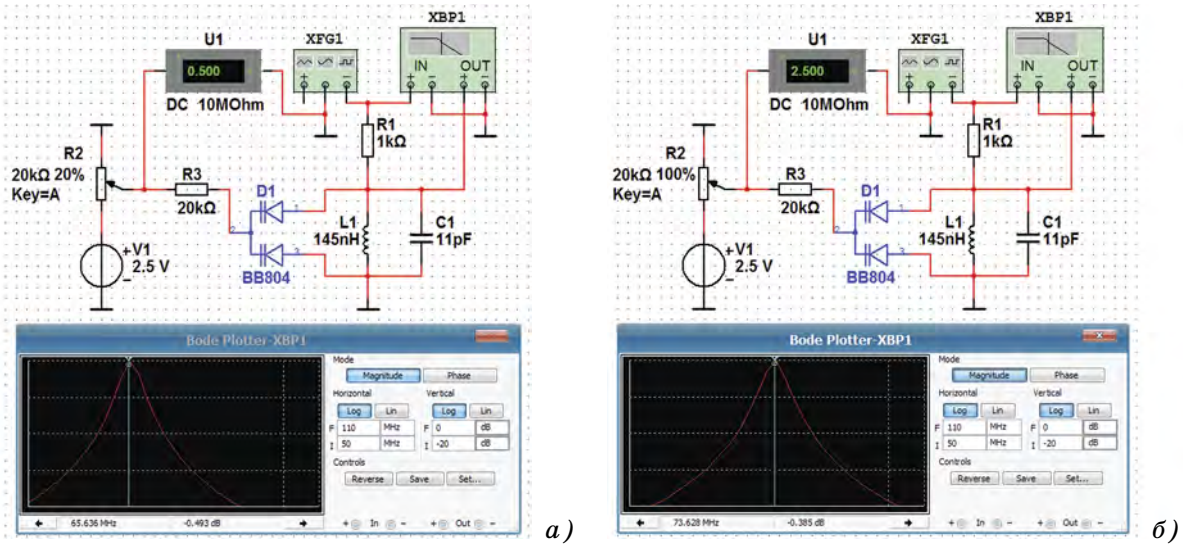 XBP1
U1
XFG1
0.500
IN
OUT
DC 10MOhm
R1
1kΩ
R2
20kΩ 20%
Key=A
R3
20kΩ
D1
1
2
3
L1
145nH
C1
11pF
BB804
V1
2.5 V
Bode Plotter-XBP1
Mode
Magnitude
Phase
Horizontal
Vertical
Log
Lin
Log
Lin
F 110 MHz
F 0 dB
I 50 MHz
I -20 dB
Controls
Reverse
Save
Set...
65.636 MHz
-0.493 dB
+ In -
+ Out -
а)
XBP1
U1
XFG1
2.500
IN
OUT
DC 10MOhm
R1
1kΩ
R2
20kΩ 100%
Key=A
R3
20kΩ
D1
1
2
3
L1
145nH
C1
11pF
BB804
V1
2.5 V
Bode Plotter-XBP1
Mode
Magnitude
Phase
Horizontal
Vertical
Log
Lin
Log
Lin
F 110 MHz
F 0 dB
I 50 MHz
I -20 dB
Controls
Reverse
Save
Set...
73.628 MHz
-0.385 dB
+ In -
+ Out -
б)